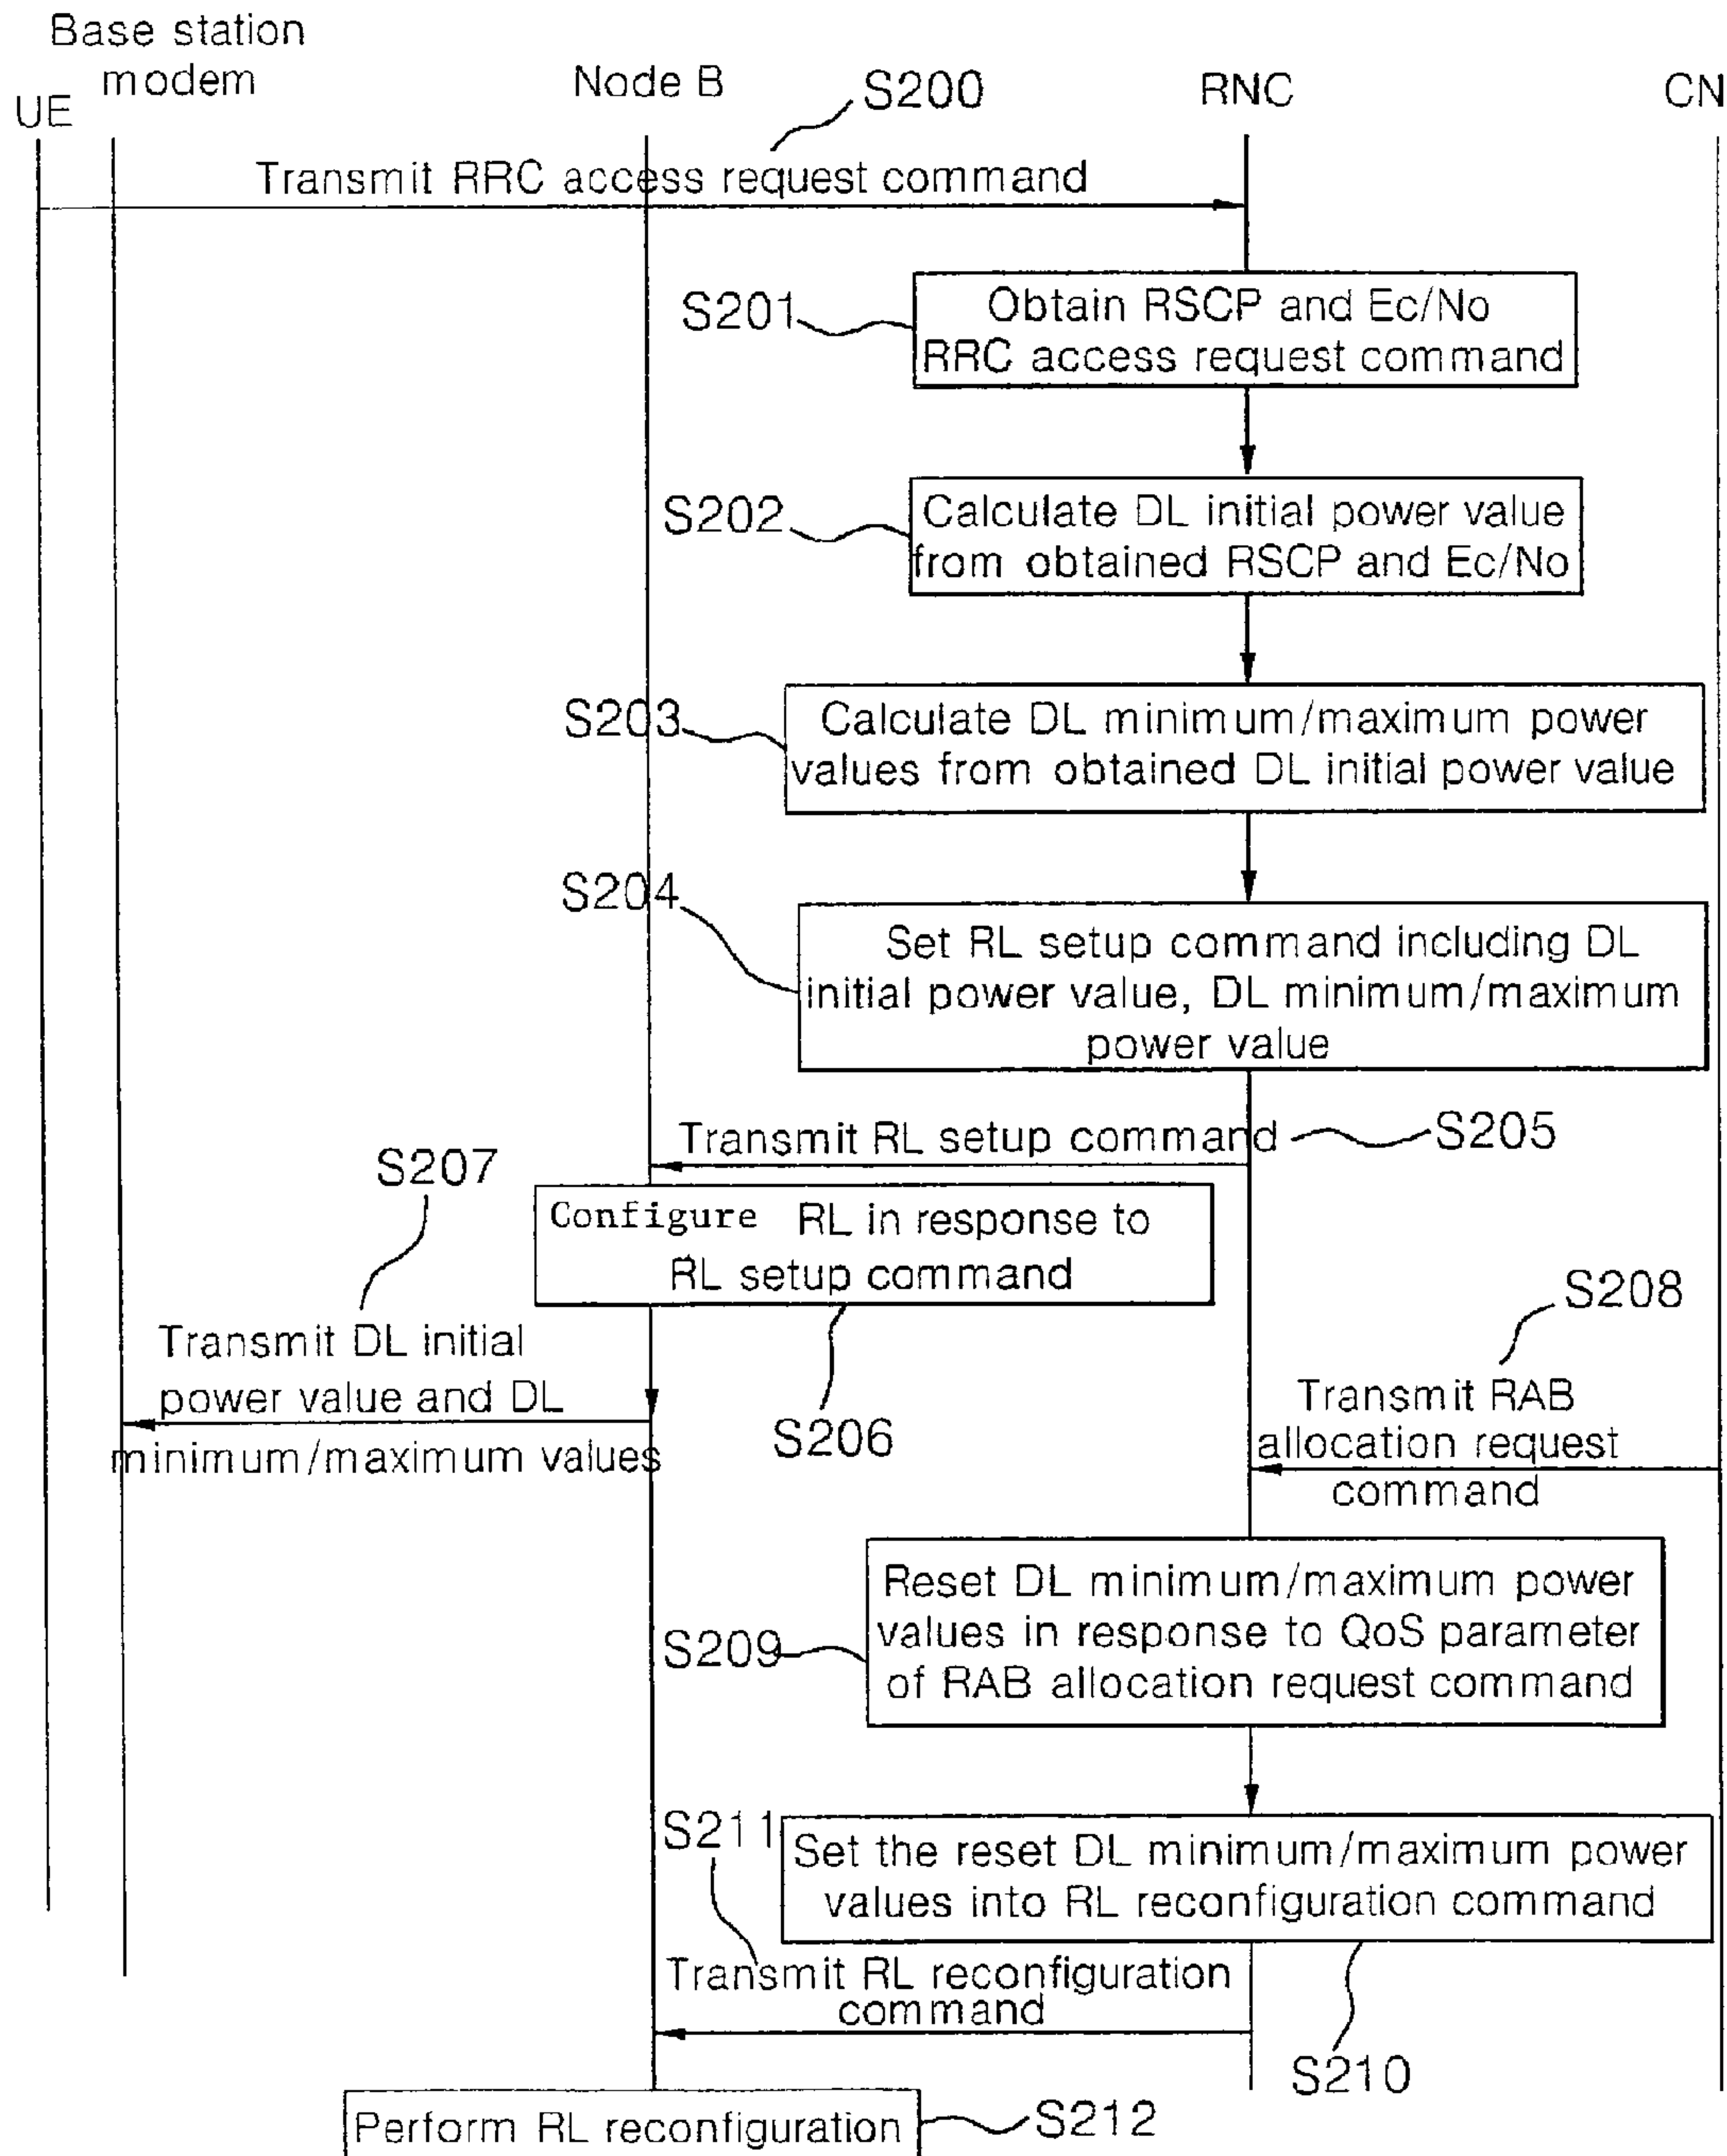 Base station
modem
UE
Node B
RNC
CN
S200
Transmit RRC access request command
S201
Obtain RSCP and Ec/No
RRC access request command
S202
Calculate DL initial power value
from obtained RSCP and Ec/No
S203
Calculate DL minimum/maximum power
values from obtained DL initial power value
S204
Set RL setup command including DL
initial power value, DL minimum/maximum
power value
Transmit RL setup command
S205
S207
Configure RL in response to
RL setup command
S206
Transmit DL initial
power value and DL
minimum/maximum values
S208
Transmit RAB
allocation request
command
S209
Reset DL minimum/maximum power
values in response to QoS parameter
of RAB allocation request command
S211
Set the reset DL minimum/maximum power
values into RL reconfiguration command
S210
Transmit RL reconfiguration
command
Perform RL reconfiguration
S212